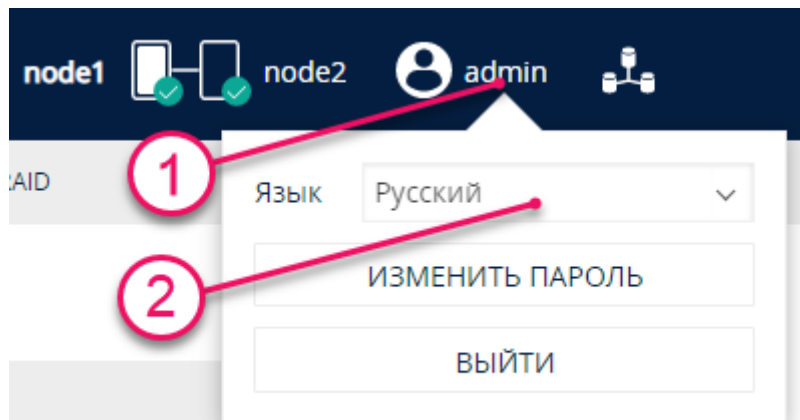 node1 node2 admin
1
AID
Язык Русский
2
ИЗМЕНИТЬ ПАРОЛЬ
ВЫЙТИ